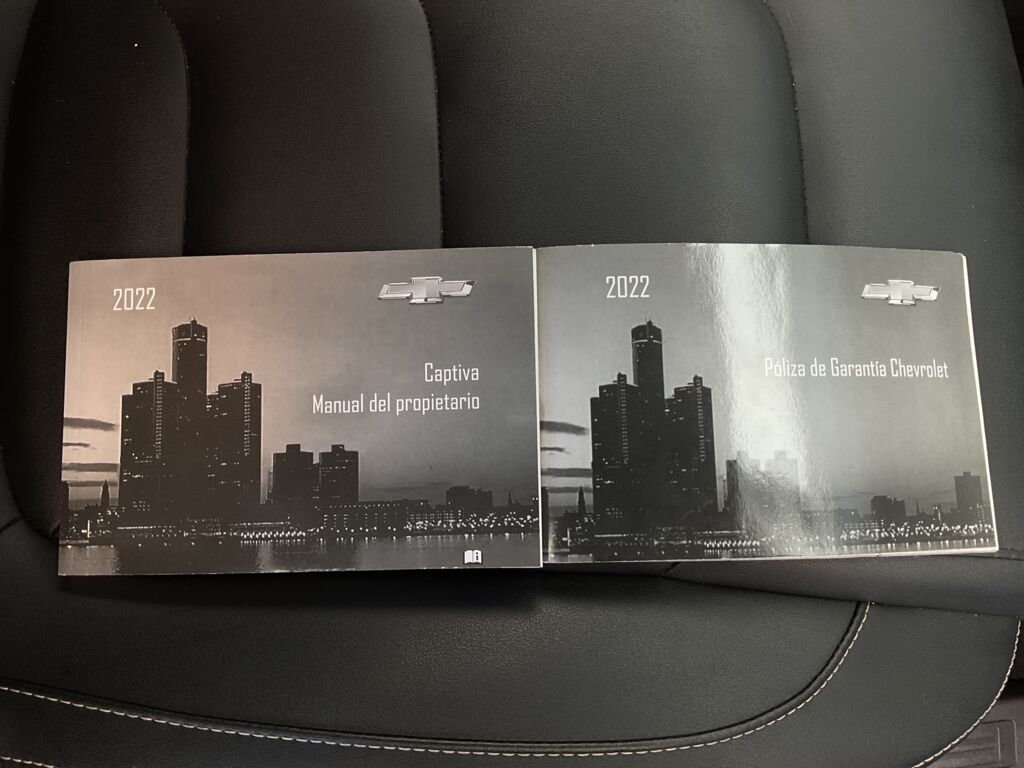 2022
Captiva
Manual del propietario
2022
Póliza de Garantía Chevrolet